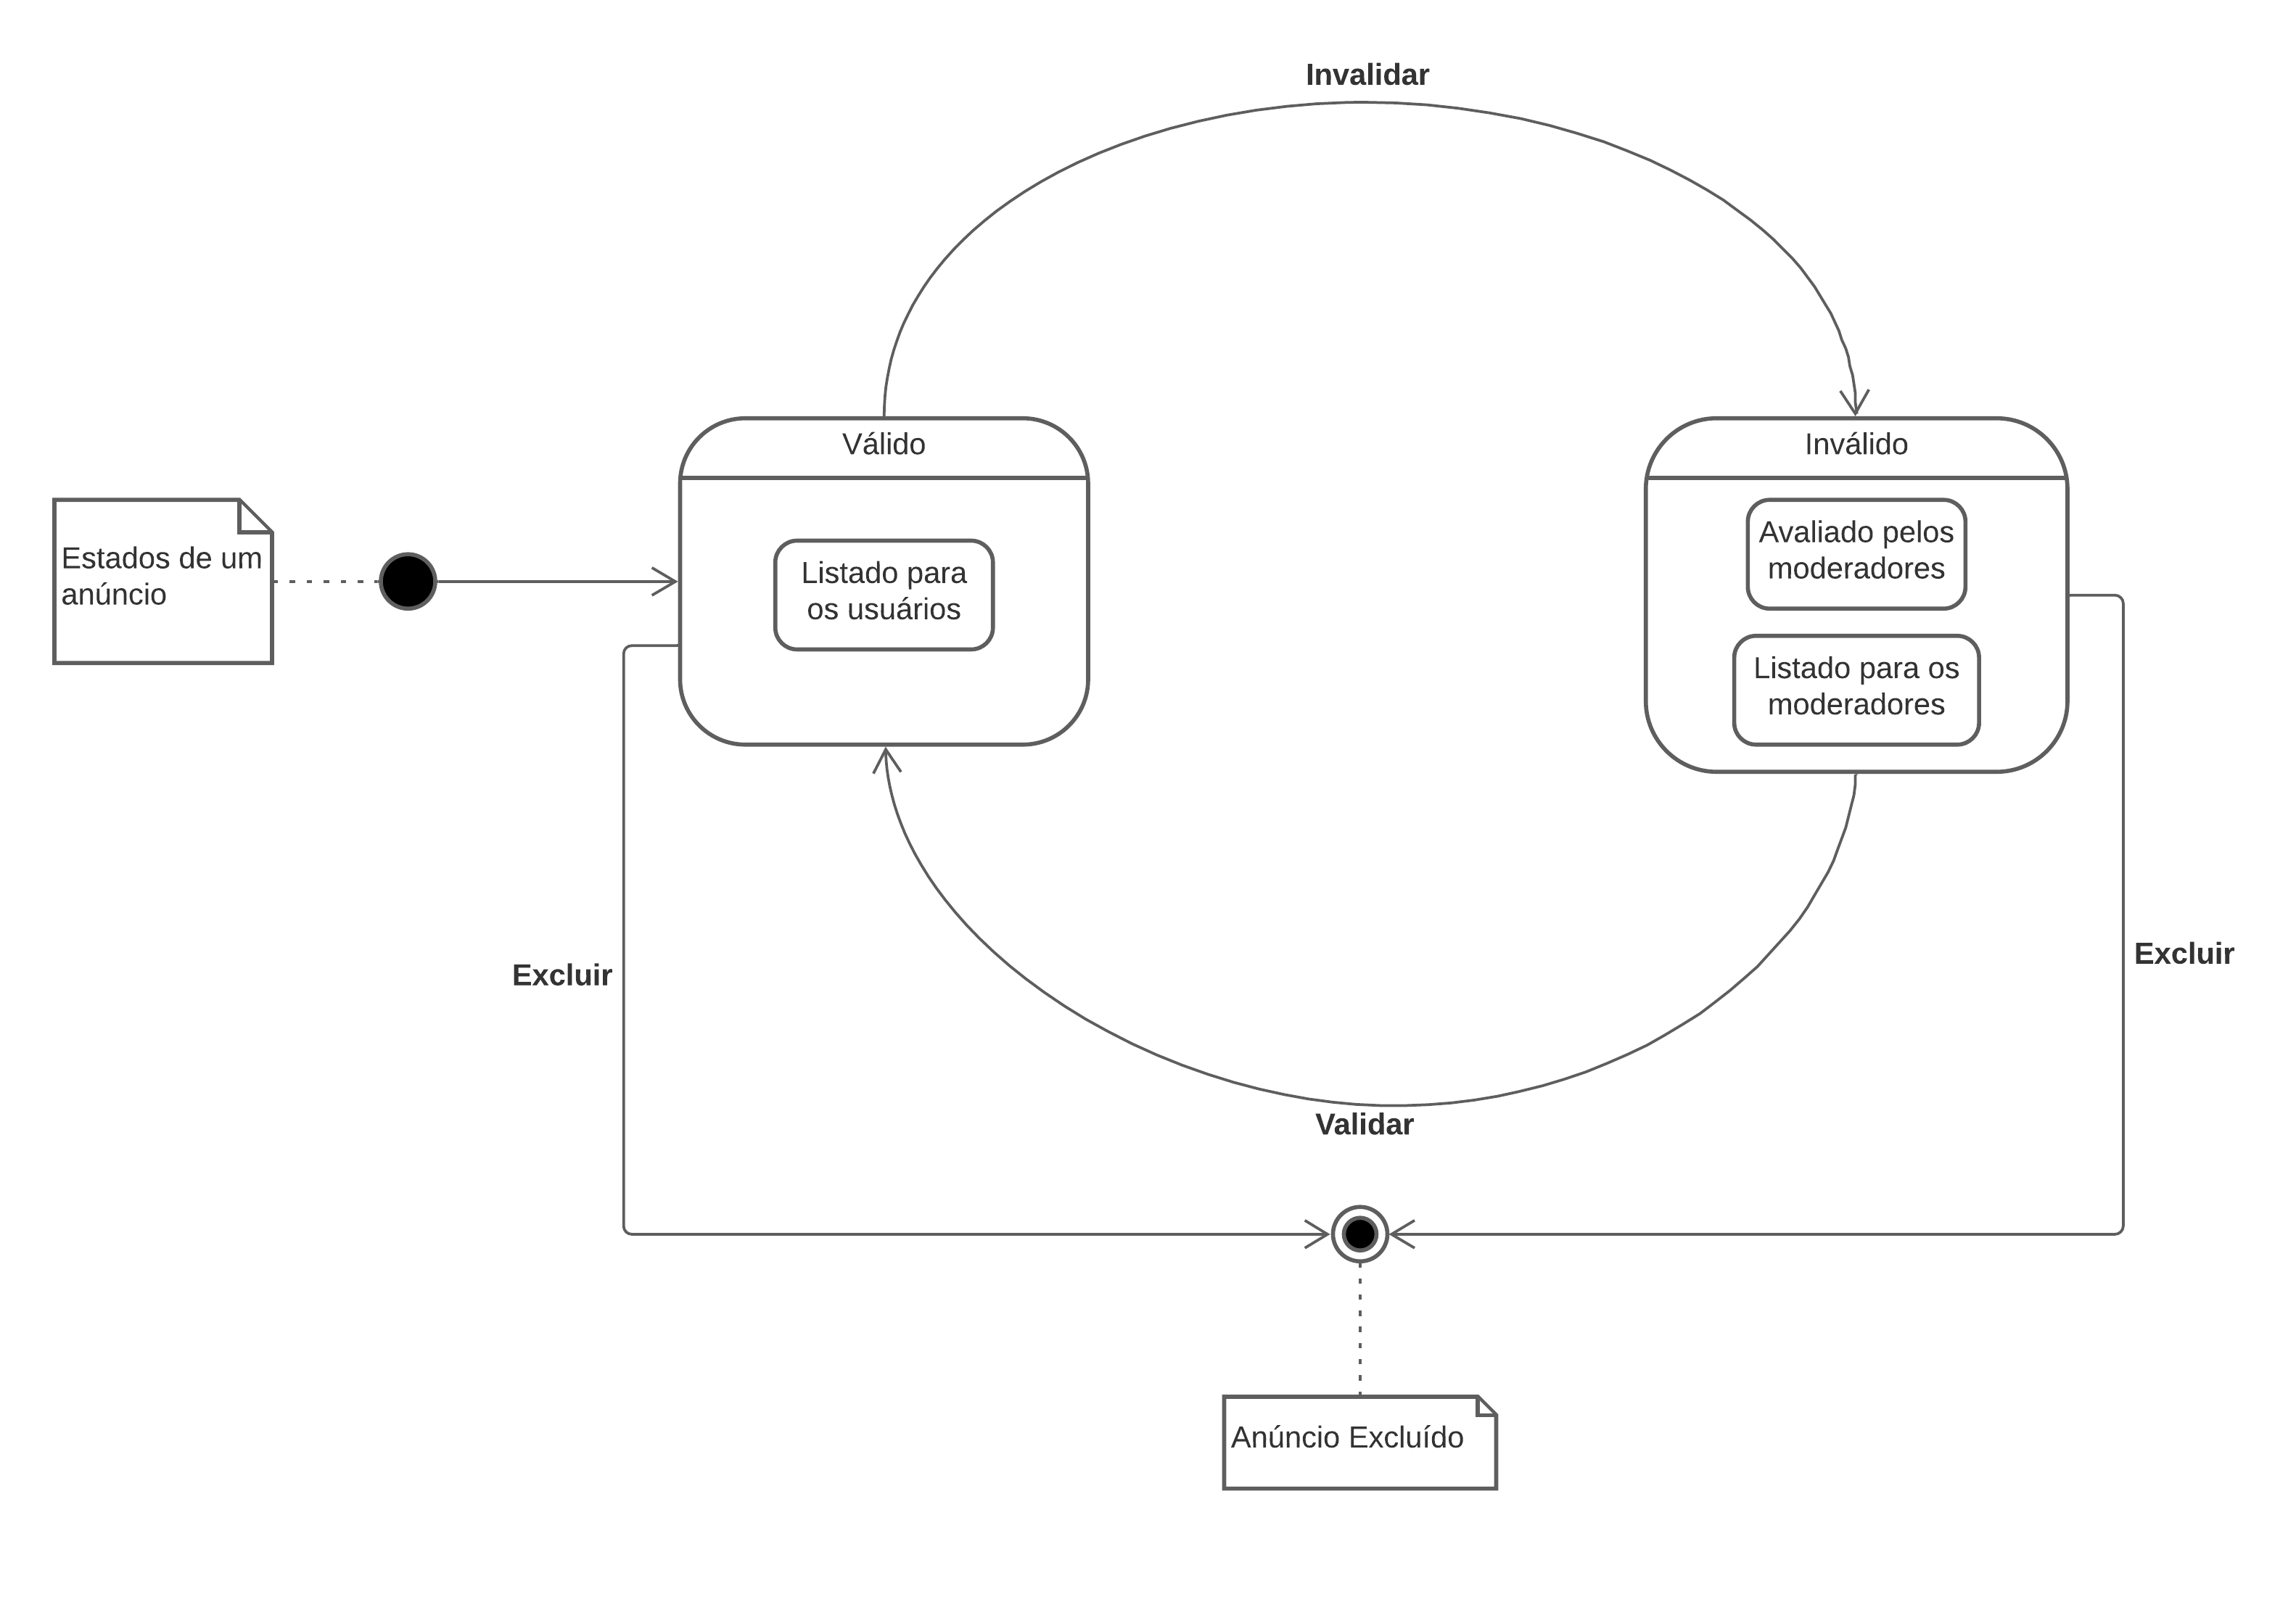 Invalidar
Válido
Inválido
Estados de um
anúncio
Listado para
os usuários
Avaliado pelos
moderadores
Listado para os
moderadores
Excluir
Excluir
Validar
Anúncio Excluído